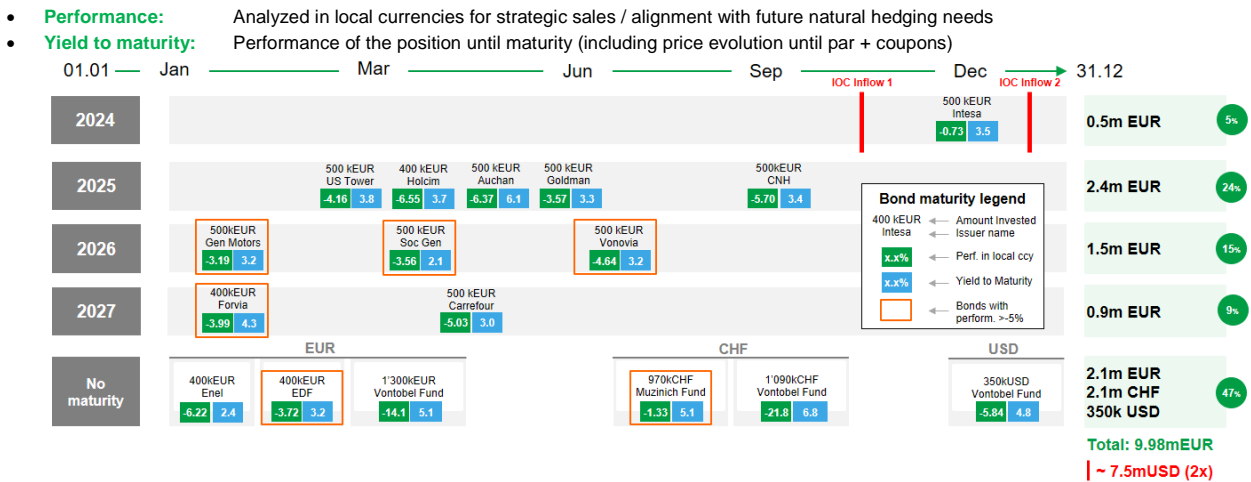 • Performance: Analyzed in local currencies for strategic sales / alignment with future natural hedging needs
• Yield to maturity: Performance of the position until maturity (including price evolution until par + coupons)
01.01 Jan Mar Jun Sep Dec 31.12
IOC Inflow 1 IOC Inflow 2
2024
500 kEUR
Intesa
-0.73 3.5
0.5m EUR 5%
2025
500 kEUR
US Tower
-4.16 3.8
400 kEUR
Holcim
-6.55 3.7
500 kEUR
Auchan
-6.37 6.1
500 kEUR
Goldman
-3.57 3.3
500kEUR
CNH
-5.70 3.4
2.4m EUR 24%
Bond maturity legend
400 kEUR Amount Invested
Intesa Issuer name
x.x% Perf. in local ccy
x.x% Yield to Maturity
Bonds with
perform. >-5%
2026
500kEUR
Gen Motors
-3.19 3.2
500 kEUR
Soc Gen
-3.56 2.1
500 kEUR
Vonovia
-4.64 3.2
1.5m EUR 15%
2027
400kEUR
Forvia
-3.99 4.3
500 kEUR
Carrefour
-5.03 3.0
0.9m EUR 9%
EUR CHF USD
No
maturity
400kEUR
Enel
-6.22 2.4
400kEUR
EDF
-3.72 3.2
1'300kEUR
Vontobel Fund
-14.1 5.1
970kCHF
Muzinich Fund
-1.33 5.1
1'090kCHF
Vontobel Fund
-21.8 6.8
350kUSD
Vontobel Fund
-5.84 4.8
2.1m EUR
2.1m CHF
350k USD
47%
Total: 9.98mEUR
~ 7.5mUSD (2x)